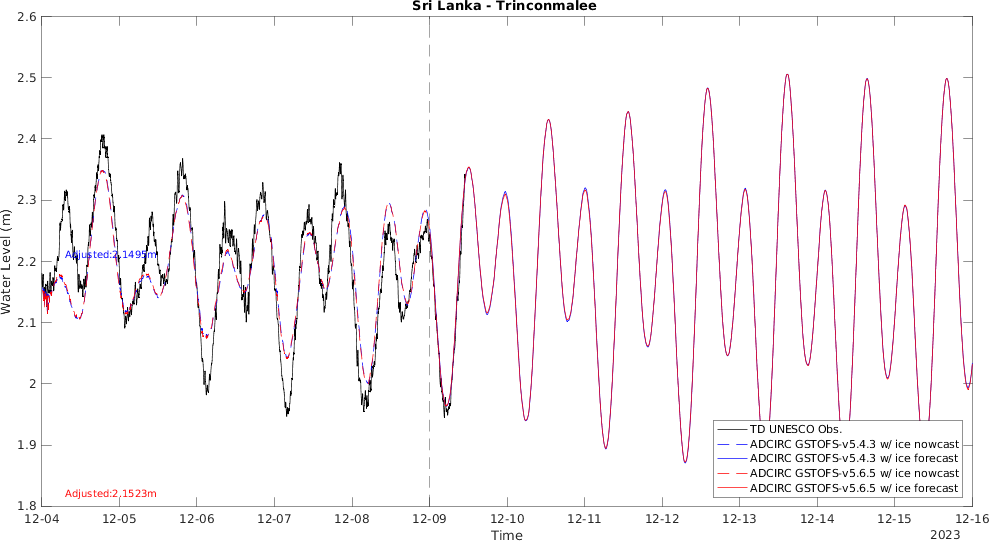 Sri Lanka - Trinconmalee
2.6
2.5
2.4
2.3
2.2
2.1
2
1.9
1.8
Water Level (m)
Adjusted:2.1495m
Adjusted:2.1523m
TD UNESCO Obs.
ADCIRC GSTOFS-v5.4.3 w/ ice nowcast
ADCIRC GSTOFS-v5.4.3 w/ ice forecast
ADCIRC GSTOFS-v5.6.5 w/ ice nowcast
ADCIRC GSTOFS-v5.6.5 w/ ice forecast
12-04 12-05 12-06 12-07 12-08 12-09 12-10 12-11 12-12 12-13 12-14 12-15 12-16
Time
2023